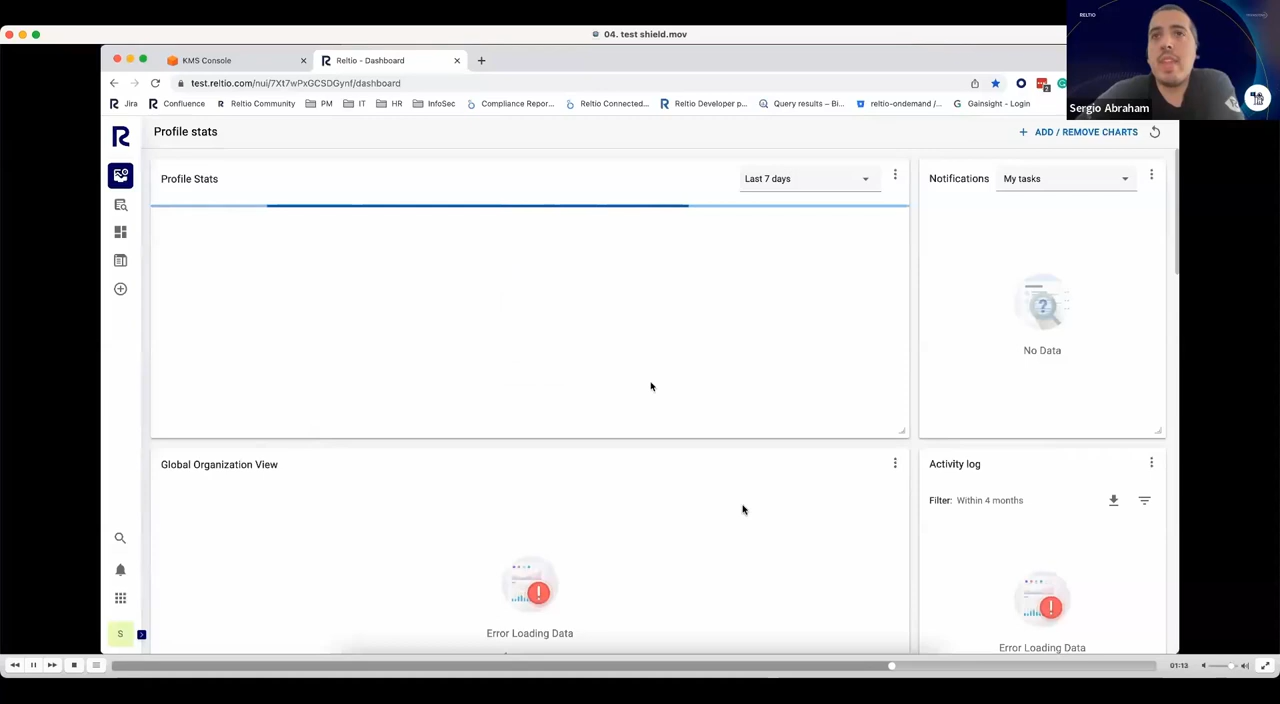 04. test shield.mov
RELTIO
KMS Console
Reltio - Dashboard
test.reltio.com/nui/7Xt7wPxGCSDGynf/dashboard
Sergio Abraham
Jira
Confluence
Reltio Community
PM
IT
HR
InfoSec
Compliance Repor...
Reltio Connected...
Reltio Developer p...
Query results – Bi...
reltio-ondemand /...
Gainsight - Login
Profile stats
ADD / REMOVE CHARTS
Profile Stats
Last 7 days
Notifications
My tasks
No Data
Global Organization View
Activity log
Filter: Within 4 months
Error Loading Data
Error Loading Data
S
01:13